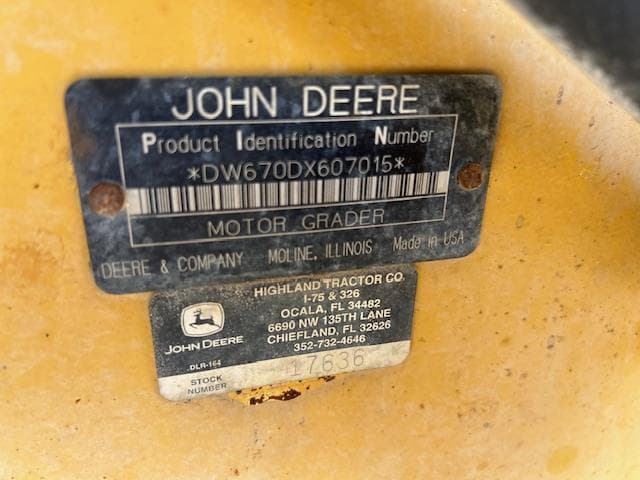 JOHN DEERE
Product Identification Number
*DW670DX607015*
MOTOR GRADER
DEERE & COMPANY MOLINE, ILLINOIS Made in USA
HIGHLAND TRACTOR CO.
I-75 & 326
OCALA, FL 34482
6690 NW 135TH LANE
CHIEFLAND, FL 32626
352-732-4646
JOHN DEERE
DLR-164
STOCK NUMBER 17636